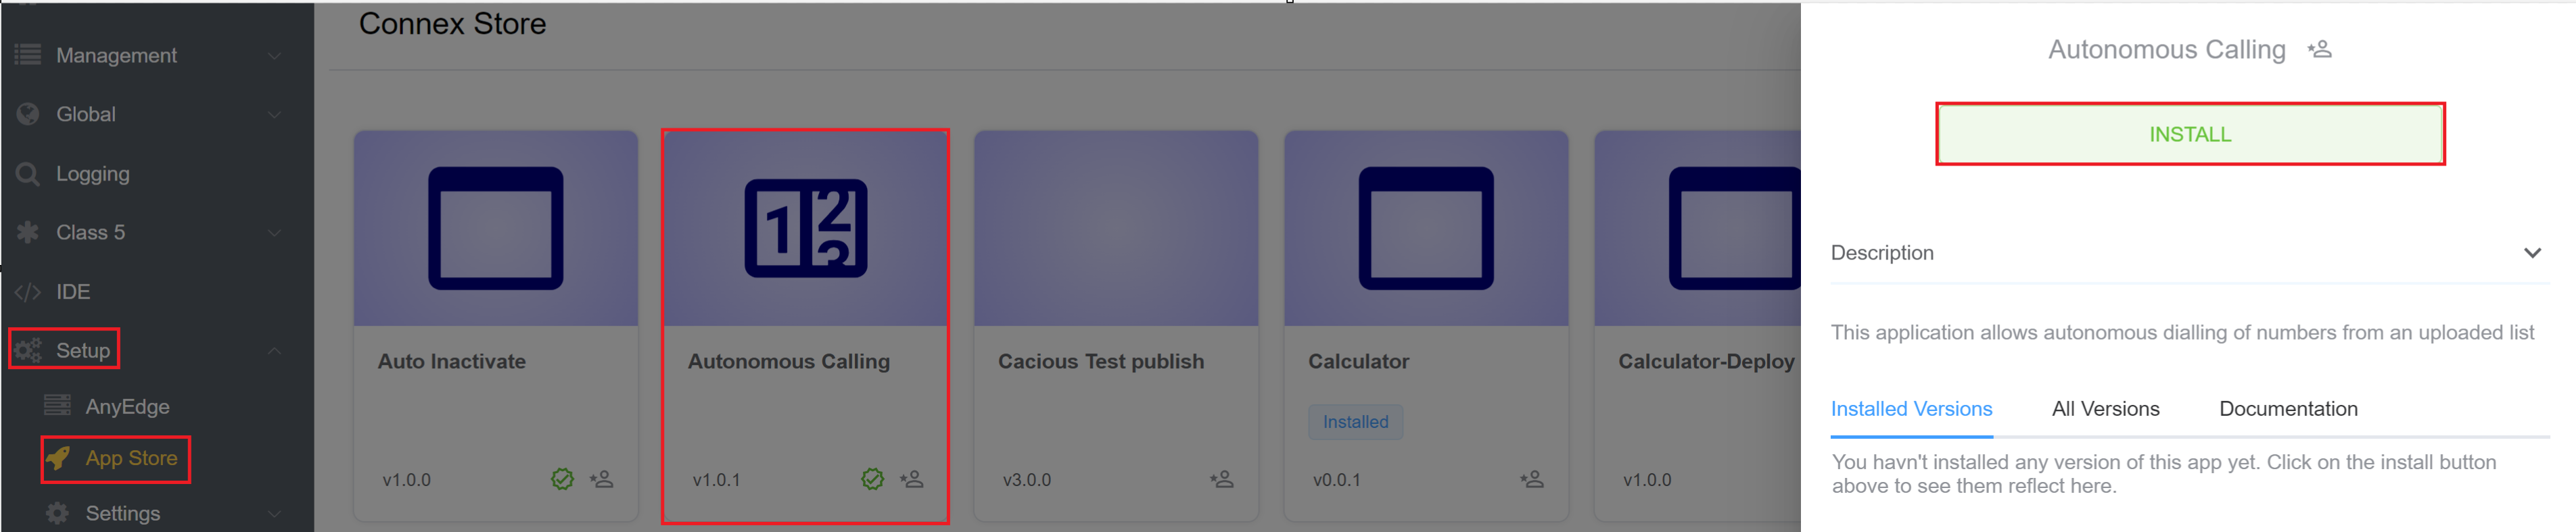 Connex Store
Management
Global
Logging
Class 5
IDE
Setup
AnyEdge
App Store
Settings
1 2
3
Auto Inactivate
v1.0.0
Autonomous Calling
v1.0.1
Cacious Test publish
v3.0.0
Calculator
Installed
v0.0.1
Calculator-Deploy
v1.0.0
Autonomous Calling
INSTALL
Description
This application allows autonomous dialling of numbers from an uploaded list
Installed Versions All Versions Documentation
You havn't installed any version of this app yet. Click on the install button
above to see them reflect here.